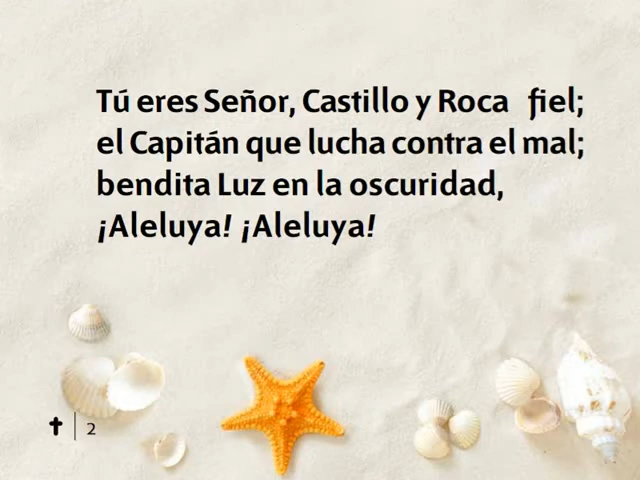 Tú eres Señor, Castillo y Roca fiel;
el Capitán que lucha contra el mal;
bendita Luz en la oscuridad,
¡Aleluya! ¡Aleluya!
✝ | 2